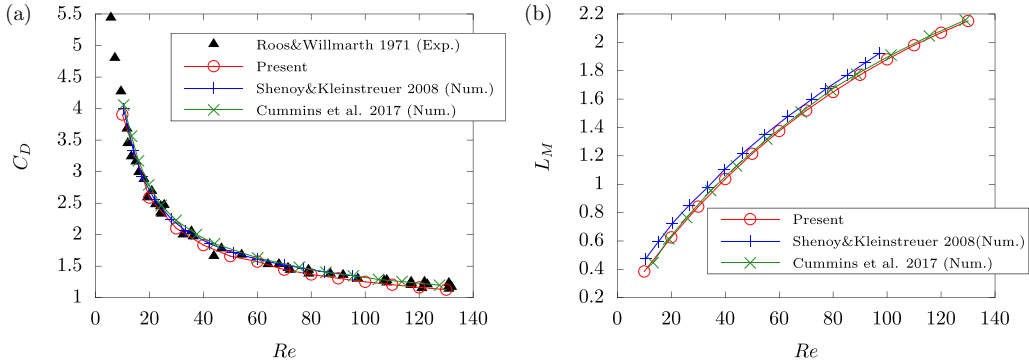 (a)
5.5
5
4.5
4
3.5
3
2.5
2
1.5
1
C_D
0 20 40 60 80 100 120 140
Re
Roos&Willmarth 1971 (Exp.)
Present
Shenoy&Kleinstreuer 2008 (Num.)
Cummins et al. 2017 (Num.)
(b)
2.2
2
1.8
1.6
1.4
1.2
1
0.8
0.6
0.4
0.2
L_M
0 20 40 60 80 100 120 140
Re
Present
Shenoy&Kleinstreuer 2008(Num.)
Cummins et al. 2017 (Num.)